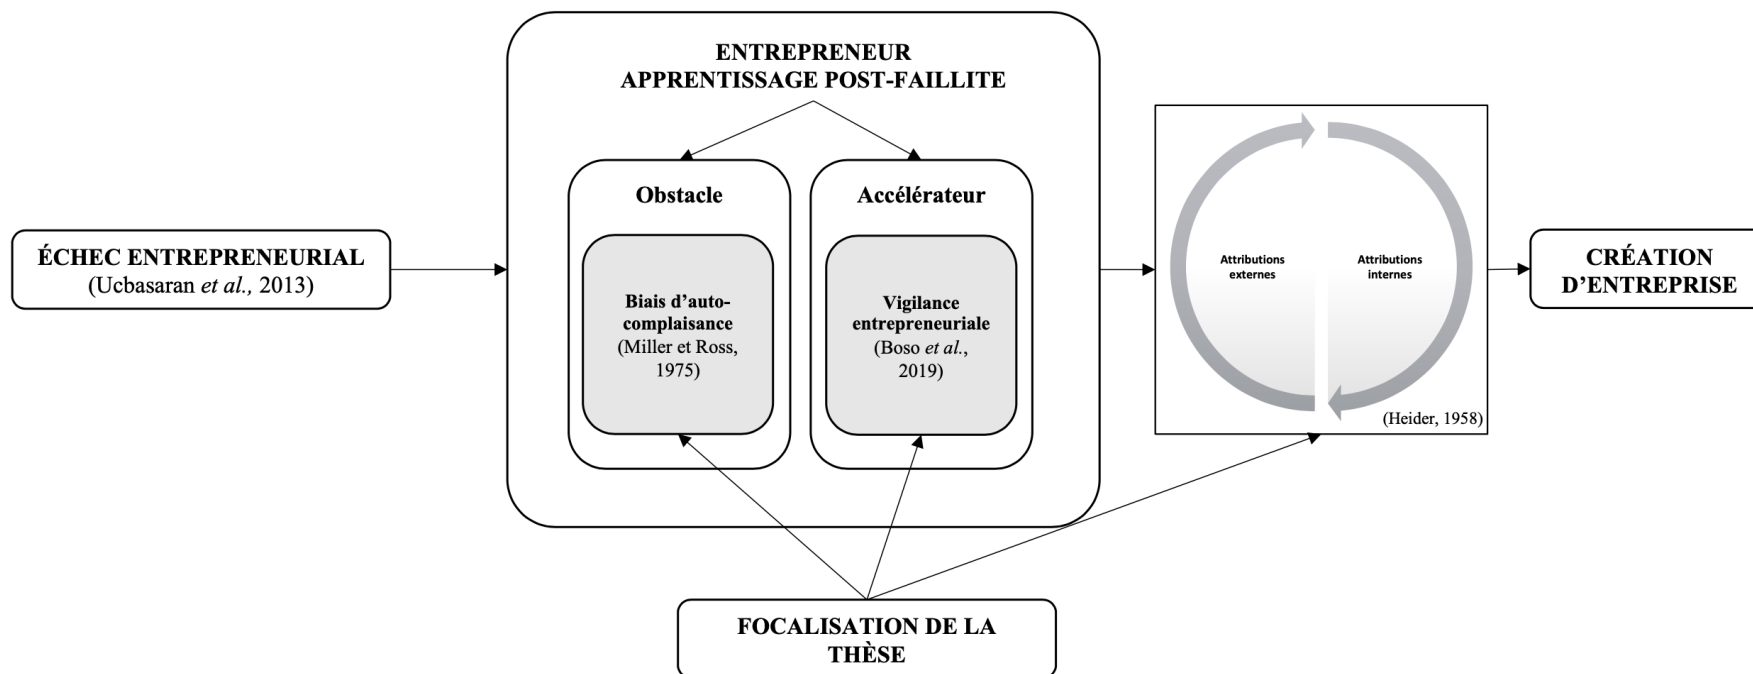 ENTREPRENEUR
APPRENTISSAGE POST-FAILLITE
Obstacle
Accélérateur
ÉCHEC ENTREPRENEURIAL
(Ucbasaran et al., 2013)
Biais d’auto-
complaisance
(Miller et Ross,
1975)
Vigilance
entrepreneuriale
(Boso et al.,
2019)
Attributions
externes
Attributions
internes
(Heider, 1958)
CRÉATION
D’ENTREPRISE
FOCALISATION DE LA
THÈSE